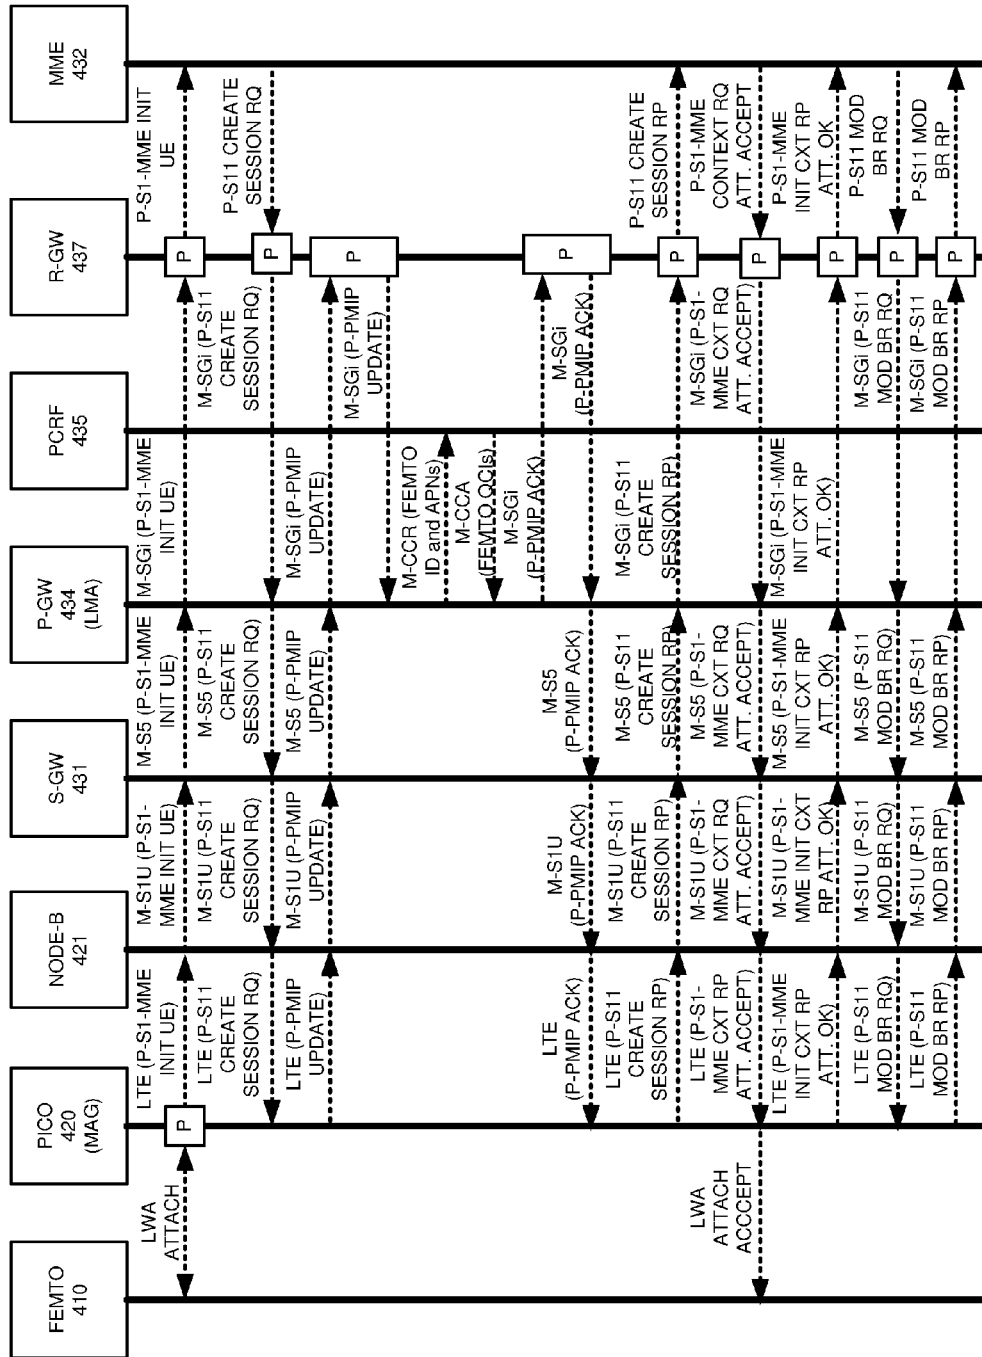 FEMTO
410
PICO
420
(MAG)
NODE-B
421
S-GW
431
P-GW
434
(LMA)
PCRF
435
R-GW
437
MME
432
LWA
ATTACH
P
LTE (P-S1-MME
INIT UE)
M-S1U (P-S1-
MME INIT UE)
M-S5 (P-S1-MME
INIT UE)
M-SGi (P-S1-MME
INIT UE)
P
P-S1-MME INIT
UE
LTE (P-S11
CREATE
SESSION RQ)
M-S1U (P-S11
CREATE
SESSION RQ)
M-S5 (P-S11
CREATE
SESSION RQ)
M-SGi (P-S11
CREATE
SESSION RQ)
P
P-S11 CREATE
SESSION RQ
LTE (P-PMIP
UPDATE)
M-S1U (P-PMIP
UPDATE)
M-S5 (P-PMIP
UPDATE)
M-SGi (P-PMIP
UPDATE)
P
M-SGi (P-PMIP
UPDATE)
M-CCR (FEMTO
ID and APNs)
M-CCA
(FEMTO QCIs)
M-SGi
(P-PMIP ACK)
P
LTE
(P-PMIP ACK)
M-S1U
(P-PMIP ACK)
M-S5
(P-PMIP ACK)
M-SGi
(P-PMIP ACK)
LTE (P-S11
CREATE
SESSION RP)
M-S1U (P-S11
CREATE
SESSION RP)
M-S5 (P-S11
CREATE
SESSION RP)
M-SGi (P-S11
CREATE
SESSION RP)
P
P-S11 CREATE
SESSION RP
LWA
ATTACH
ACCCEPT
LTE (P-S1-
MME CXT RP
ATT. ACCEPT)
M-S1U (P-S1-
MME CXT RQ
ATT. ACCEPT)
M-S5 (P-S1-
MME CXT RQ
ATT. ACCEPT)
M-SGi (P-S1-
MME CXT RQ
ATT. ACCEPT)
P
P-S1-MME
CONTEXT RQ
ATT. ACCEPT
LTE (P-S1-MME
INIT CXT RP
ATT. OK)
M-S1U (P-S1-
MME INIT CXT
RP ATT. OK)
M-S5 (P-S1-MME
INIT CXT RP
ATT. OK)
M-SGi (P-S1-MME
INIT CXT RP
ATT. OK)
P
P-S1-MME
INIT CXT RP
ATT. OK
LTE (P-S11
MOD BR RQ)
M-S1U (P-S11
MOD BR RQ)
M-S5 (P-S11
MOD BR RQ)
M-SGi (P-S11
MOD BR RQ
P
P-S11 MOD
BR RQ
LTE (P-S11
MOD BR RP)
M-S1U (P-S11
MOD BR RP)
M-S5 (P-S11
MOD BR RP)
M-SGi (P-S11
MOD BR RP
P
P-S11 MOD
BR RP